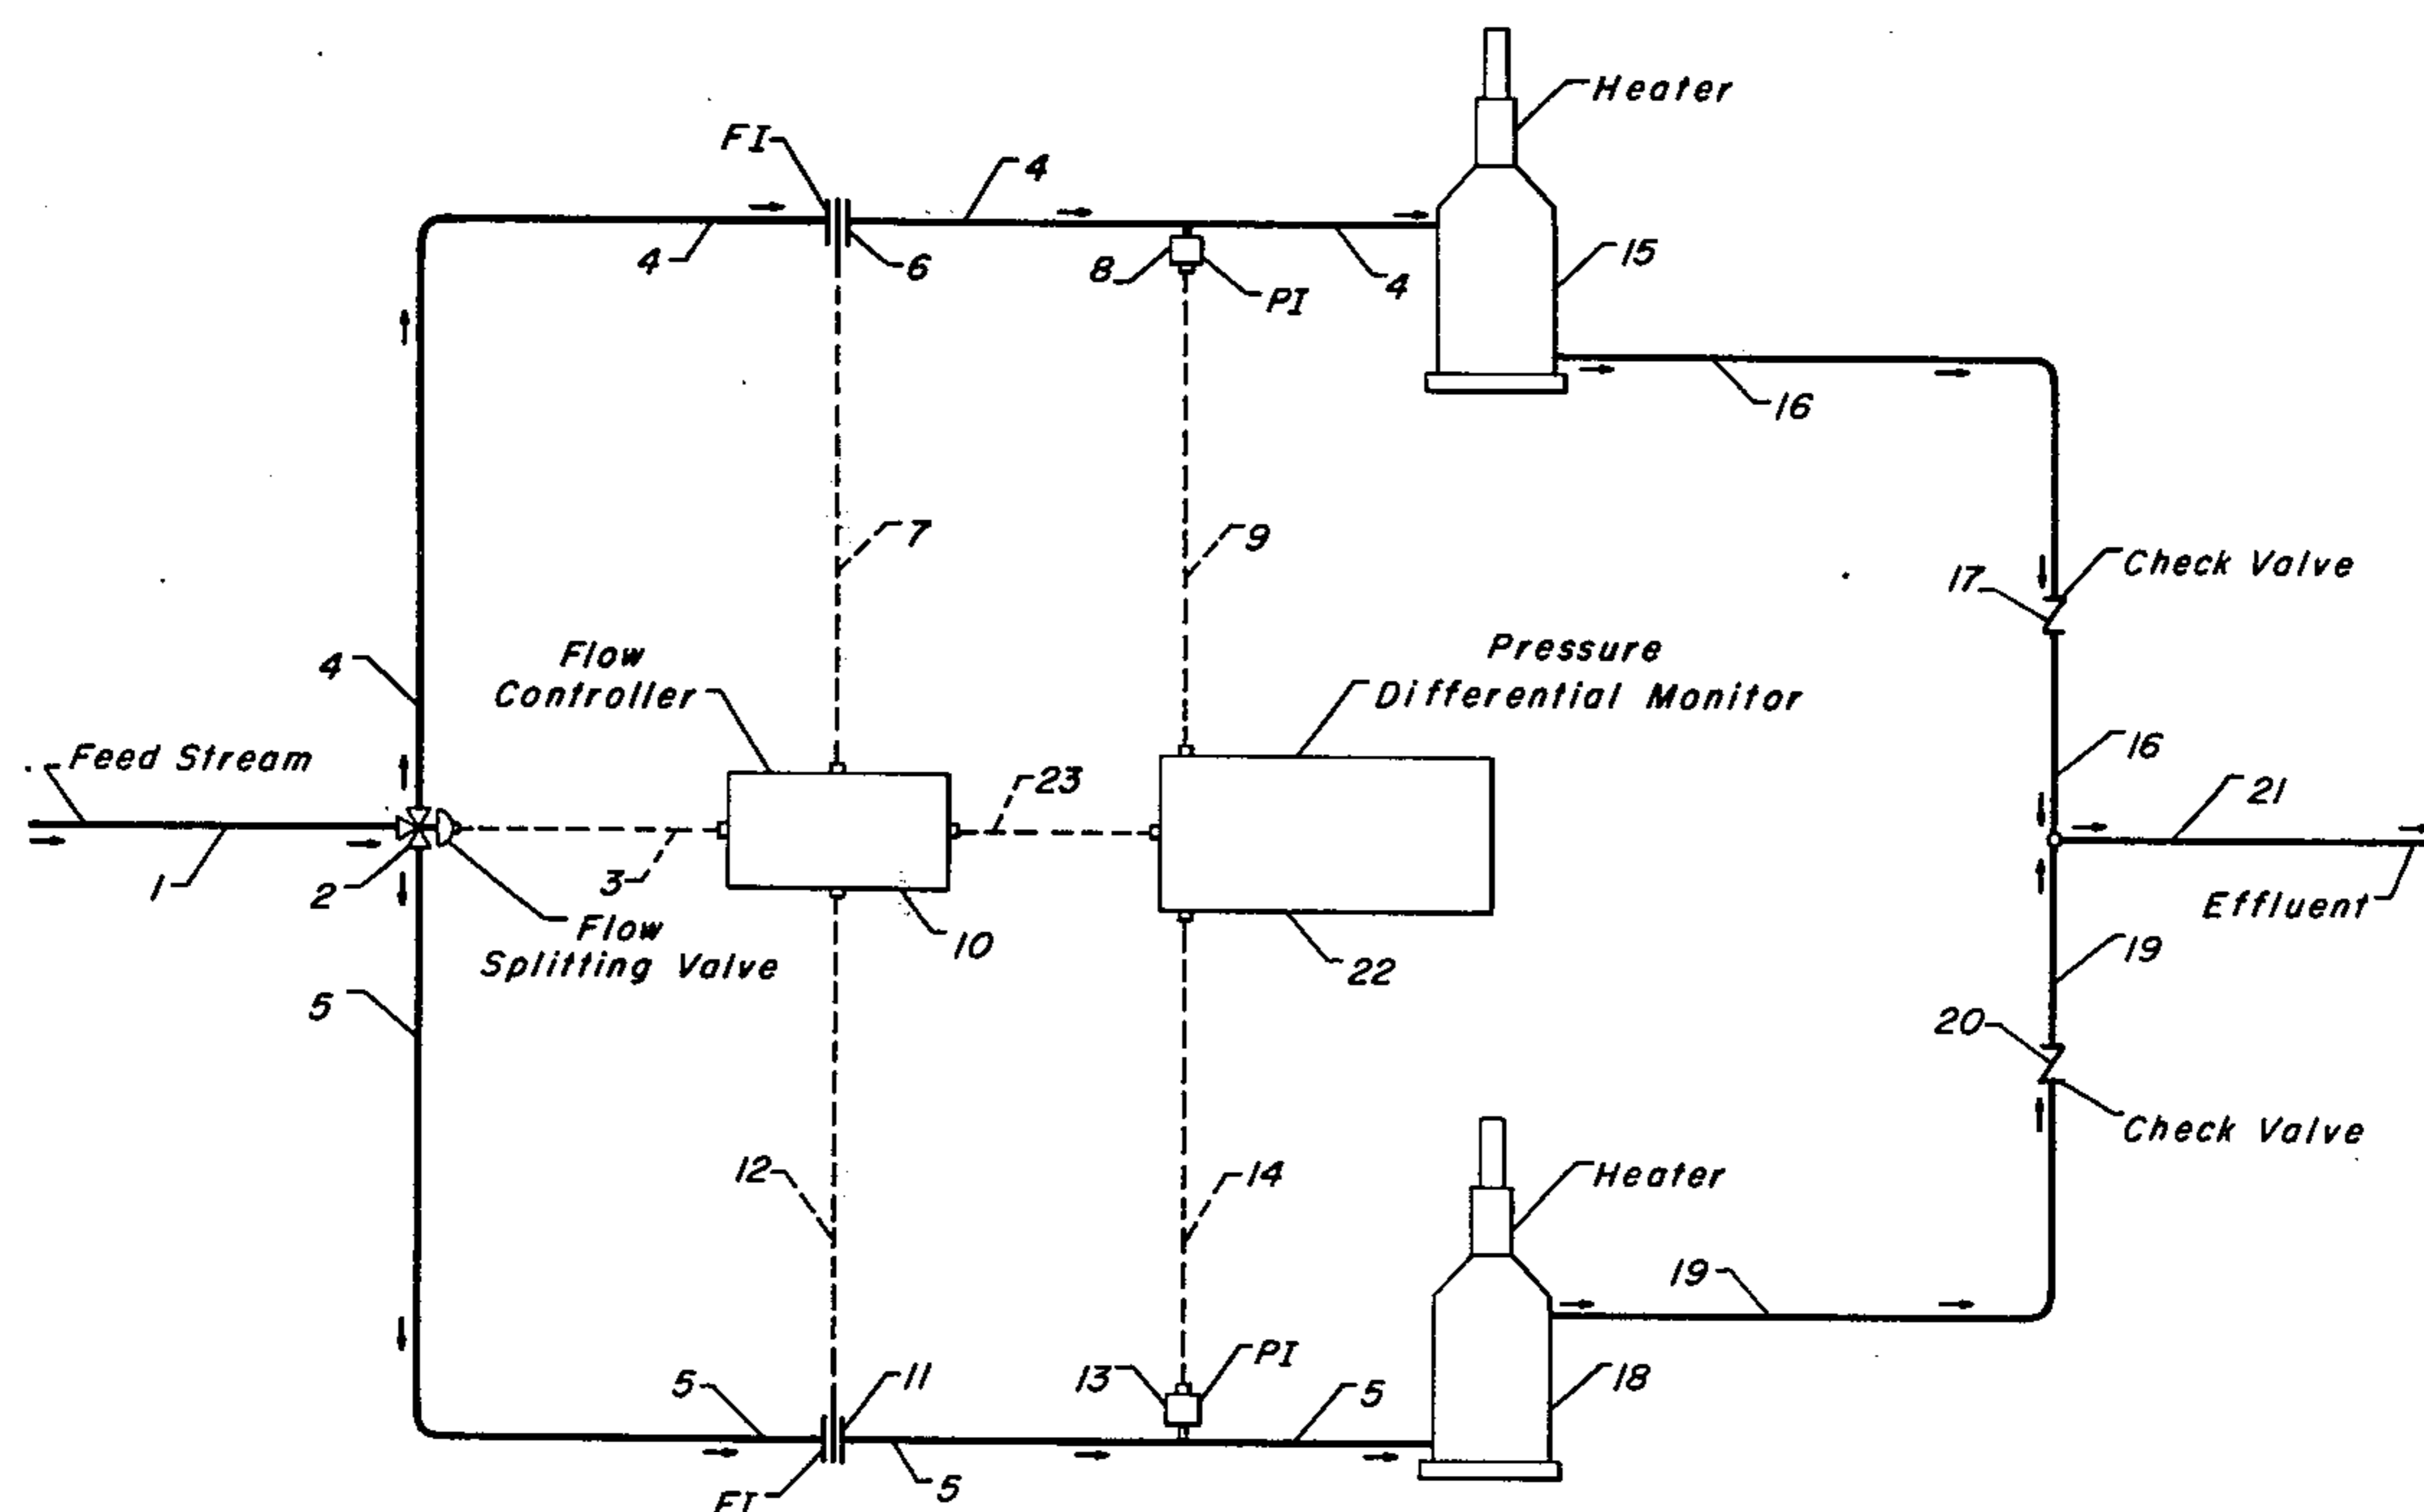 Heater
FI
4
4
6
8
PI
4
15
16
7
9
Check Valve
17
Flow
Controller
Pressure
Differential Monitor
4
Feed Stream
23
16
21
1
2
3
Flow
Splitting Valve
10
22
Effluent
19
5
20
Check Valve
12
14
Heater
19
5
11
13
PI
5
18
5
FI